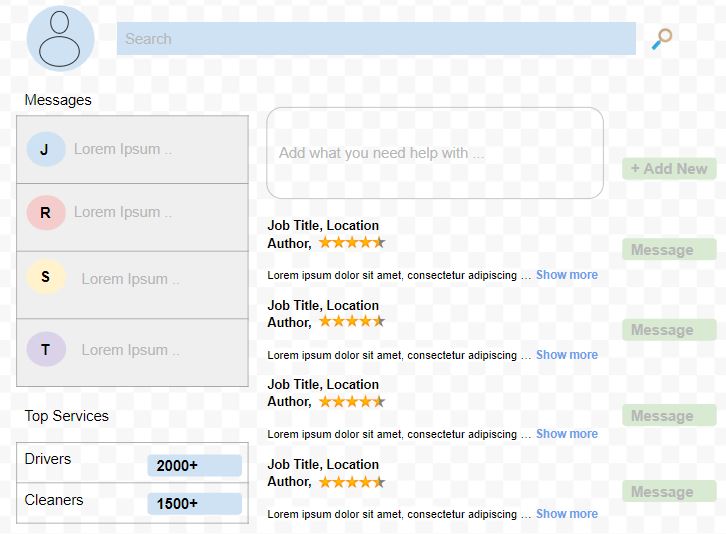 Search
Messages
J Lorem Ipsum ..
R Lorem Ipsum ..
S Lorem Ipsum ..
T Lorem Ipsum ..
Top Services
Drivers 2000+
Cleaners 1500+
Add what you need help with ...
+ Add New
Job Title, Location
Author,
Message
Lorem ipsum dolor sit amet, consectetur adipiscing ... Show more
Job Title, Location
Author,
Message
Lorem ipsum dolor sit amet, consectetur adipiscing ... Show more
Job Title, Location
Author,
Message
Lorem ipsum dolor sit amet, consectetur adipiscing ... Show more
Job Title, Location
Author,
Message
Lorem ipsum dolor sit amet, consectetur adipiscing ... Show more